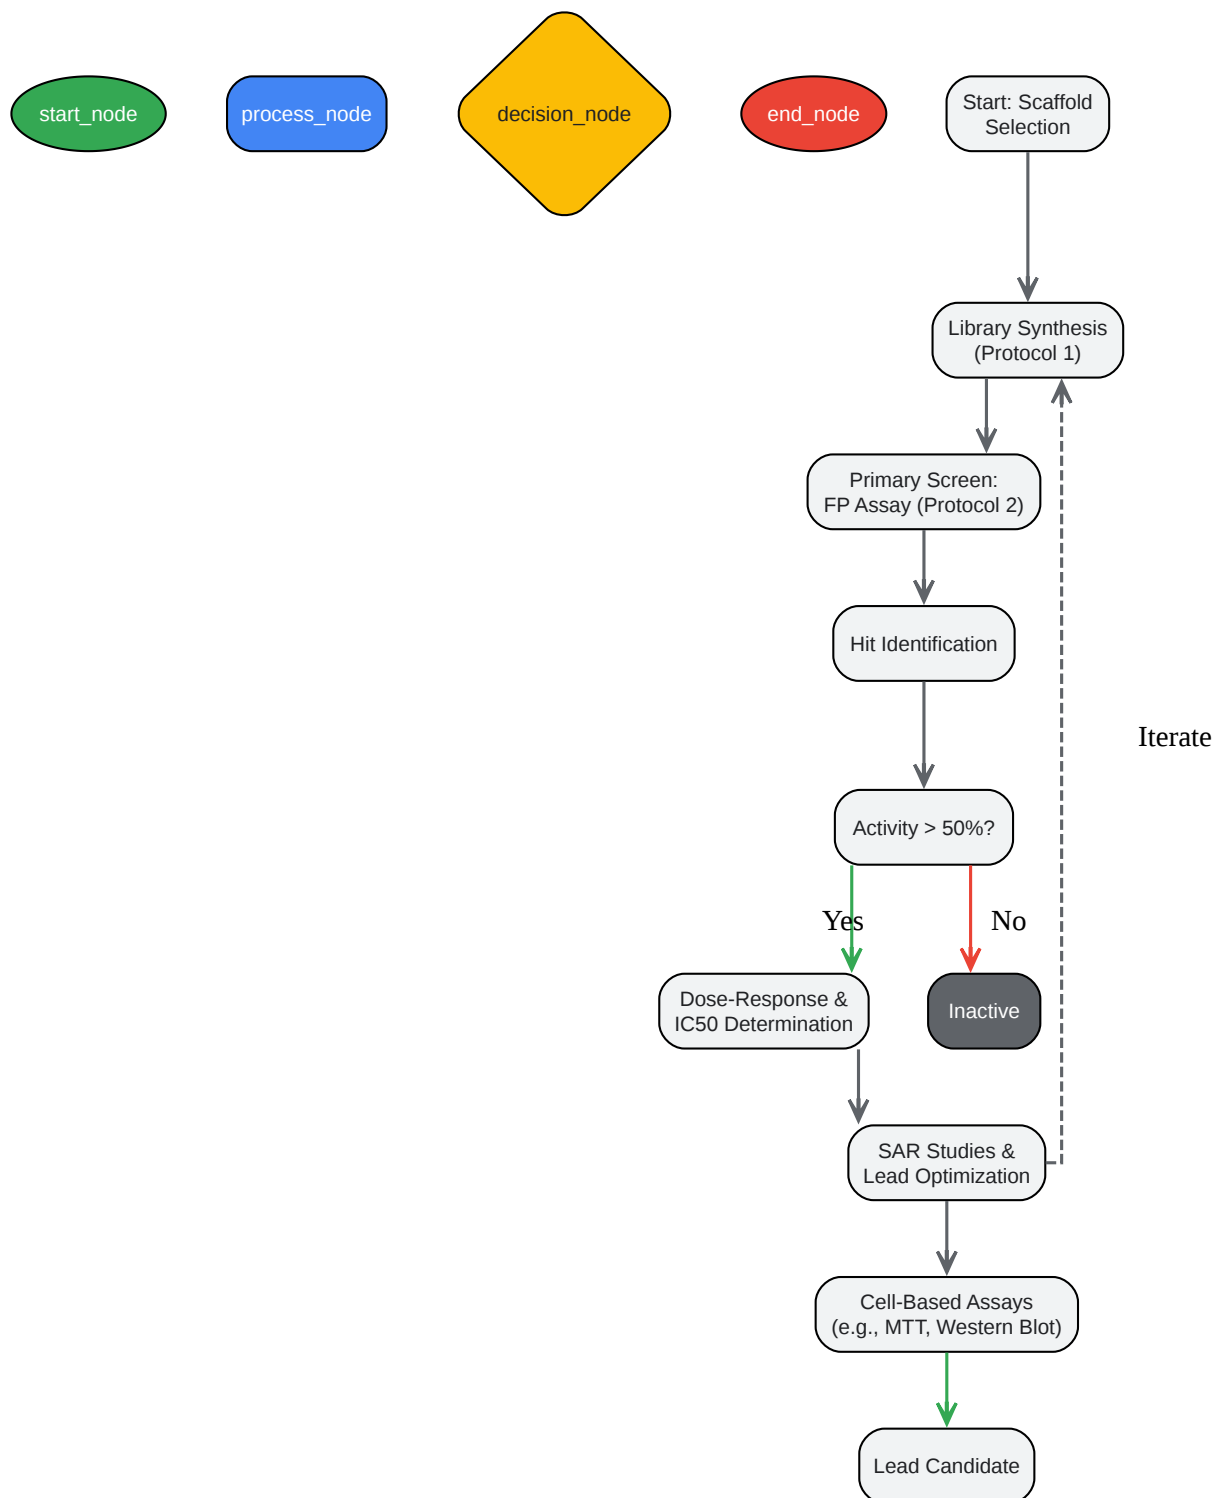 start_node
process_node
decision_node
end_node
Start: Scaffold
Selection
Library Synthesis
(Protocol 1)
Primary Screen:
FP Assay (Protocol 2)
Hit Identification
Iterate
Activity > 50%?
Yes
No
Dose-Response &
IC50 Determination
Inactive
SAR Studies &
Lead Optimization
Cell-Based Assays
(e.g., MTT, Western Blot)
Lead Candidate